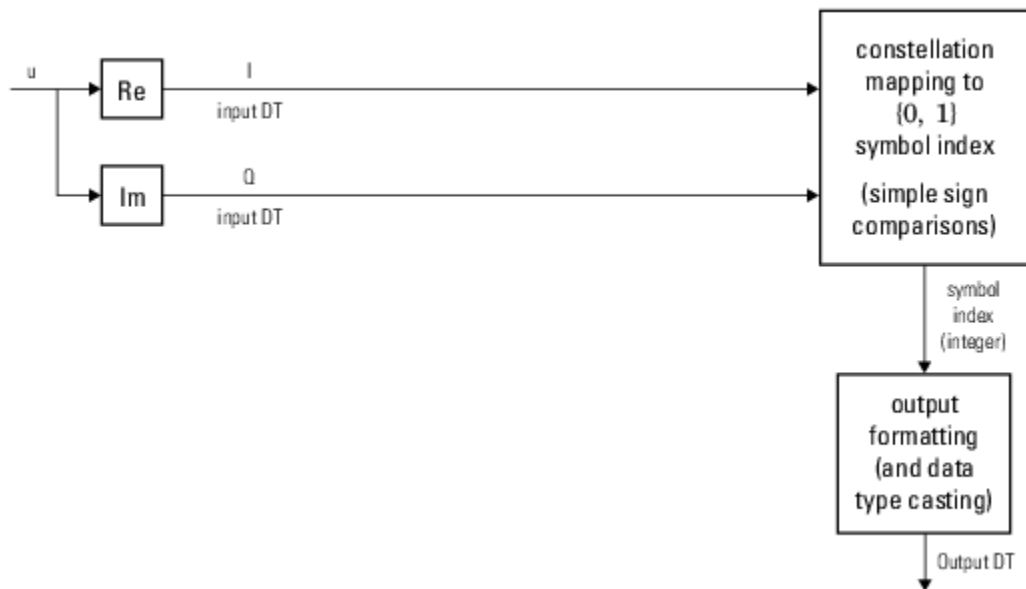 u
Re
I
input DT
Im
Q
input DT
constellation
mapping to
{0, 1}
symbol index
(simple sign
comparisons)
symbol
index
(integer)
output
formatting
(and data
type casting)
Output DT